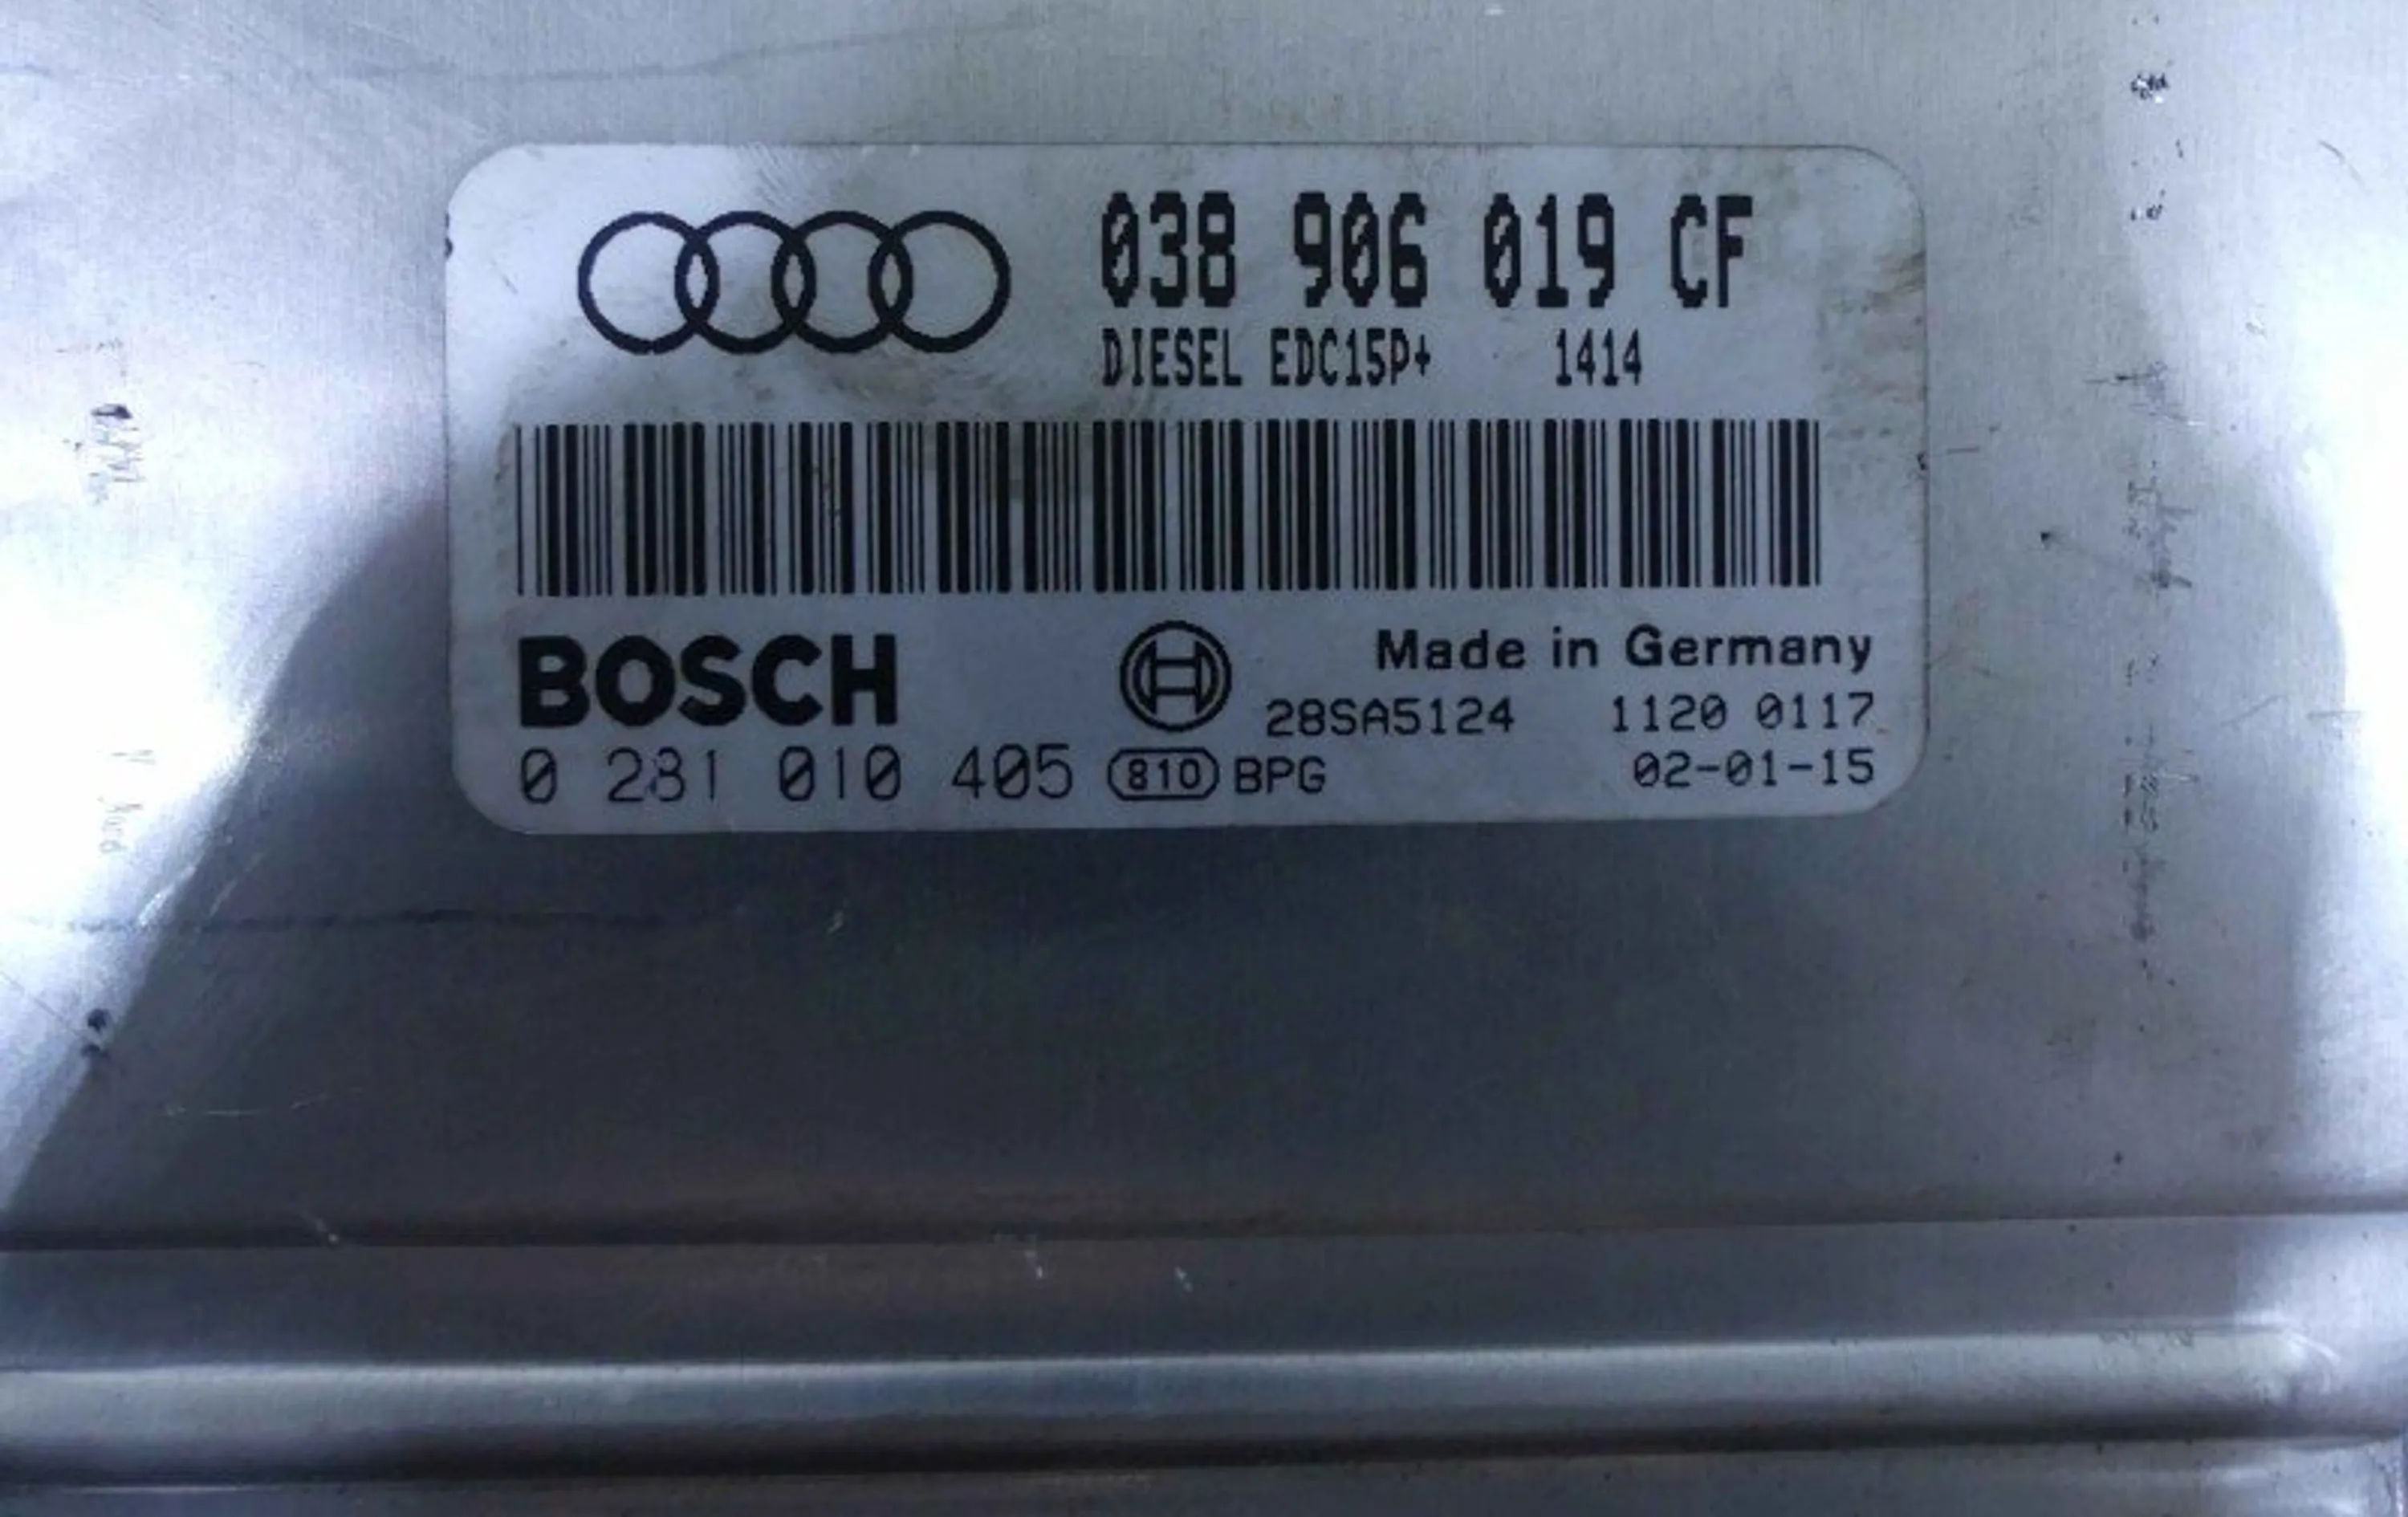 038 906 019 CF
DIESEL EDC15P+ 1414
BOSCH
Made in Germany
28SA5124 1120 0117
0 281 010 405 810 BPG 02-01-15